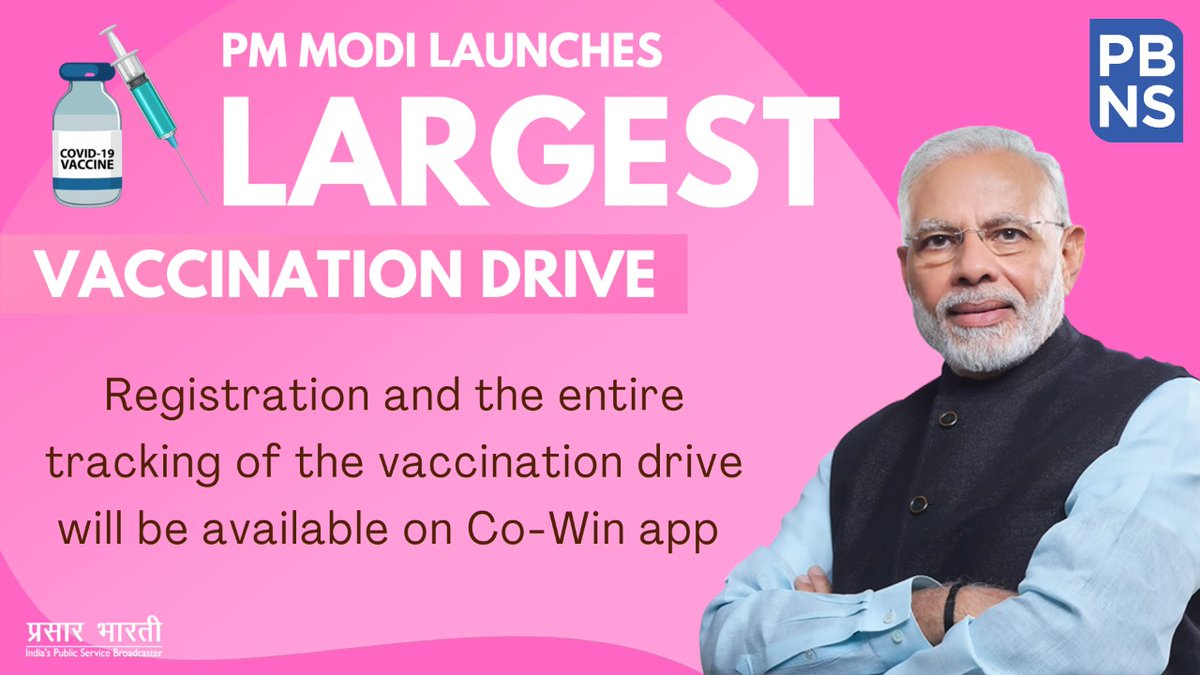 PM MODI LAUNCHES
LARGEST
VACCINATION DRIVE
COVID-19
VACCINE
PB
NS
Registration and the entire
tracking of the vaccination drive
will be available on Co-Win app
प्रसार भारती
India's Public Service Broadcaster